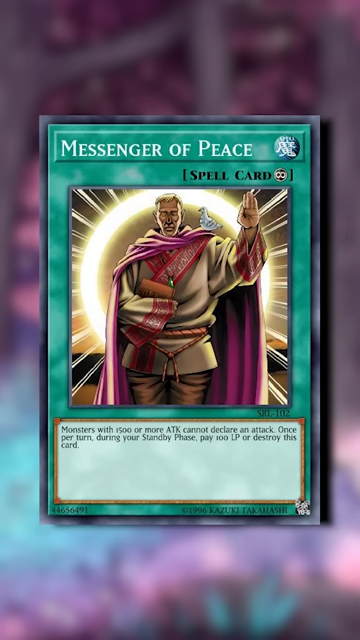 Messenger of Peace
[Spell Card]
SRL-102
Monsters with 1500 or more ATK cannot declare an attack. Once
per turn, during your Standby Phase, pay 100 LP or destroy this
card.
44656491
©1996 KAZUKI TAKAHASHI